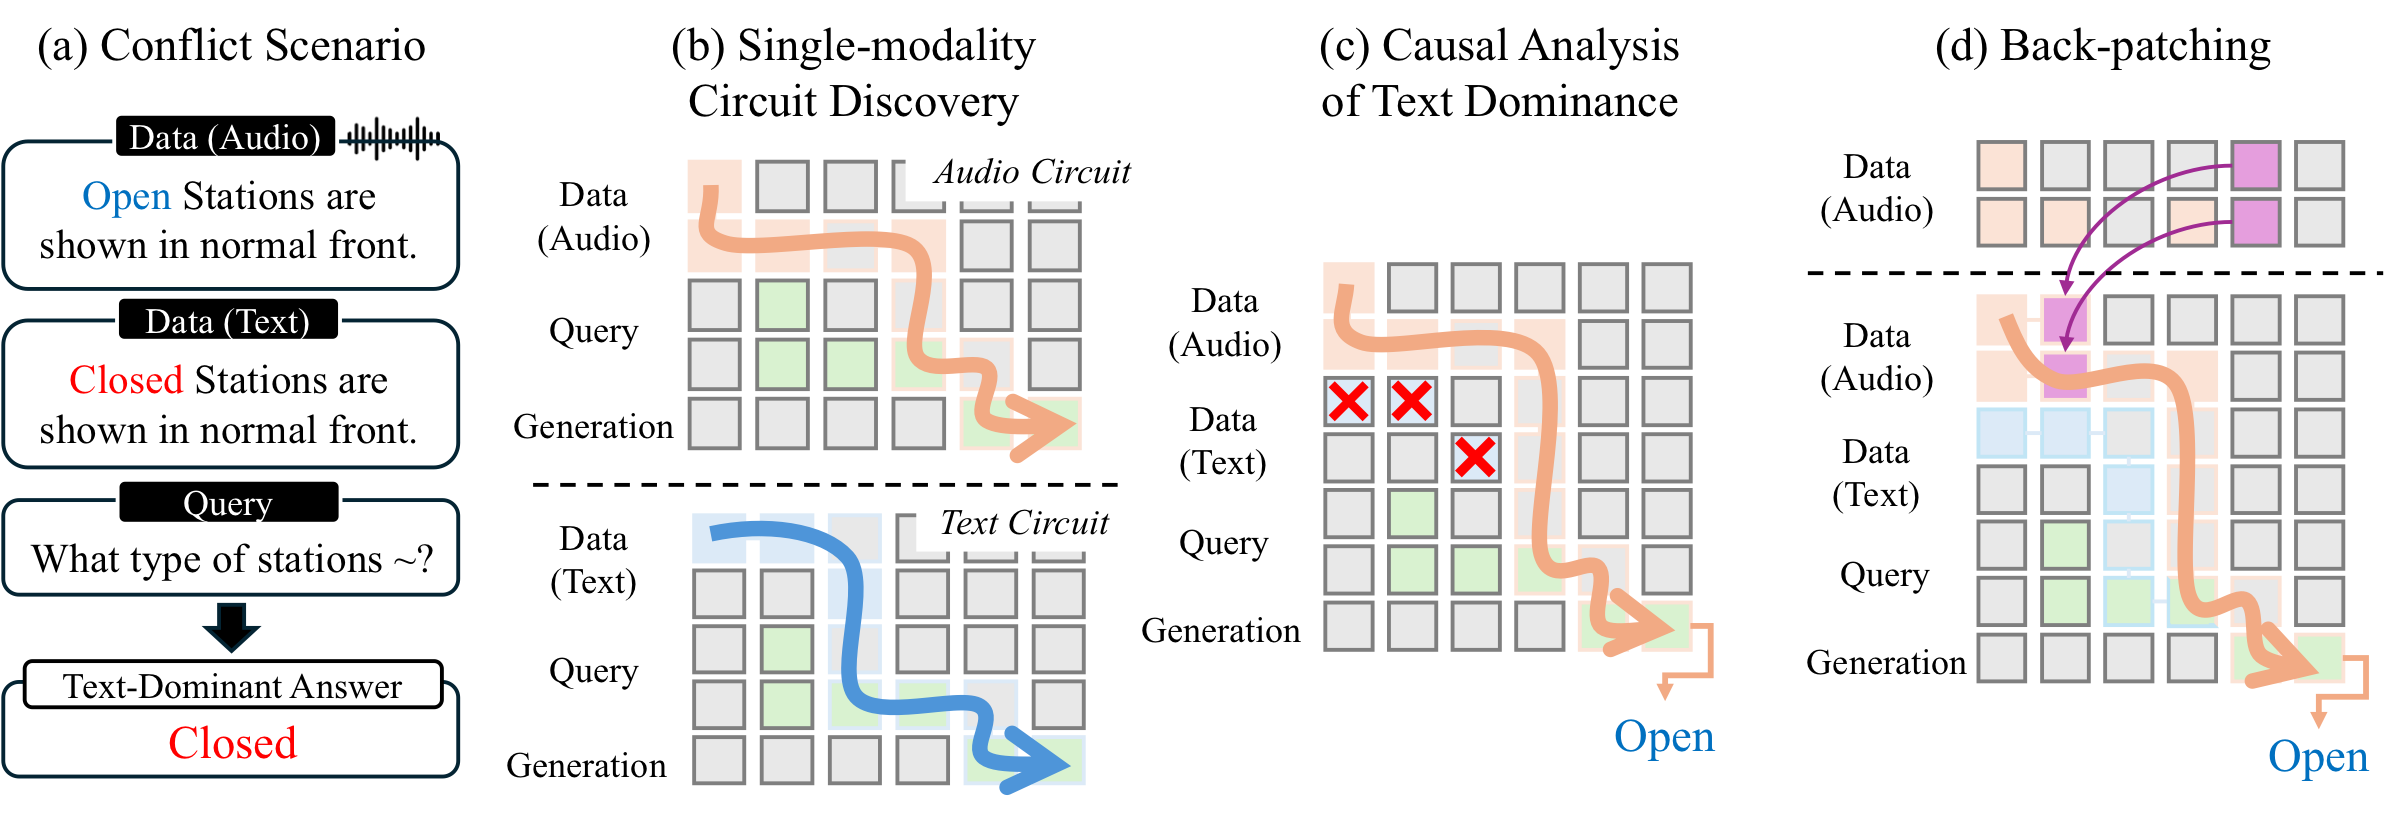 (a) Conflict Scenario
Data (Audio)
Open Stations are
shown in normal front.
Data (Text)
Closed Stations are
shown in normal front.
Query
What type of stations ~?
Text-Dominant Answer
Closed
(b) Single-modality
Circuit Discovery
Audio Circuit
Data
(Audio)
Query
Generation
Text Circuit
Data
(Text)
Query
Generation
(c) Causal Analysis
of Text Dominance
Data
(Audio)
Data
(Text)
Query
Generation
Open
(d) Back-patching
Data
(Audio)
Data
(Audio)
Data
(Text)
Query
Generation
Open